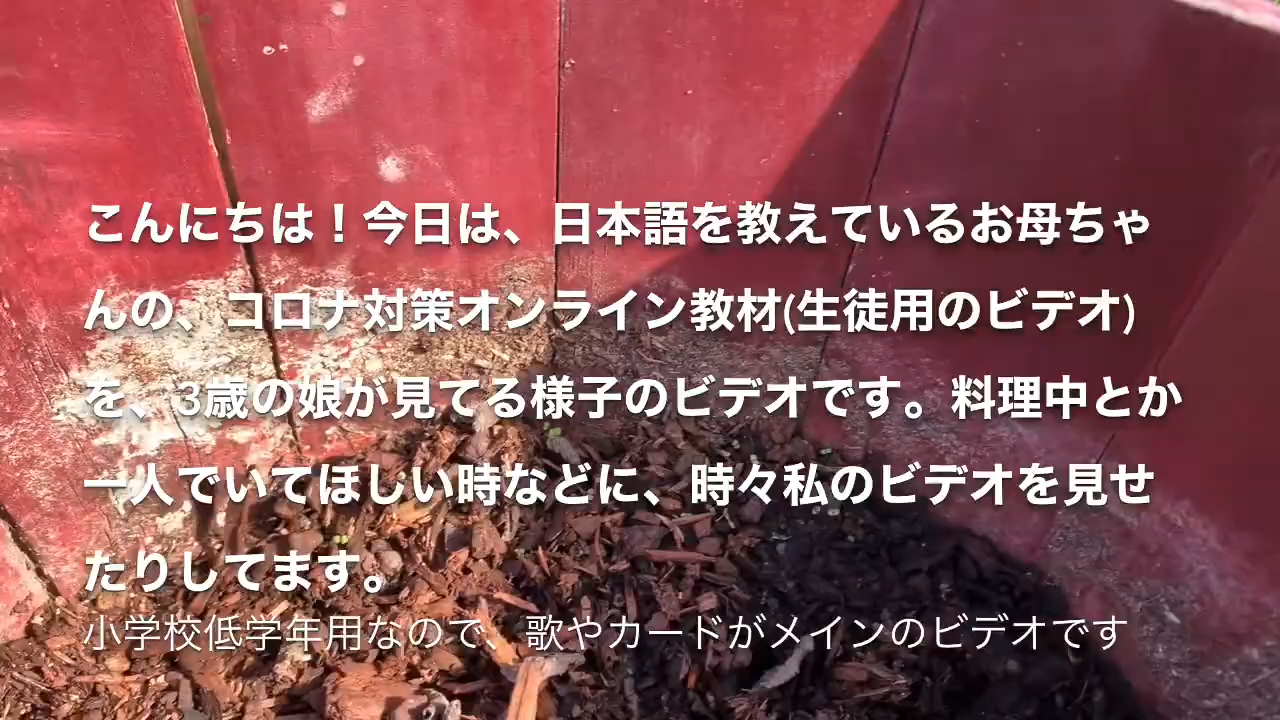 こんにちは！今日は、日本語を教えているお母ちゃ
んの、コロナ対策オンライン教材(生徒用のビデオ)
を、3歳の娘が見てる様子のビデオです。料理中とか
一人でいてほしい時などに、時々私のビデオを見せ
たりしてます。
小学校低学年用なので、歌やカードがメインのビデオです